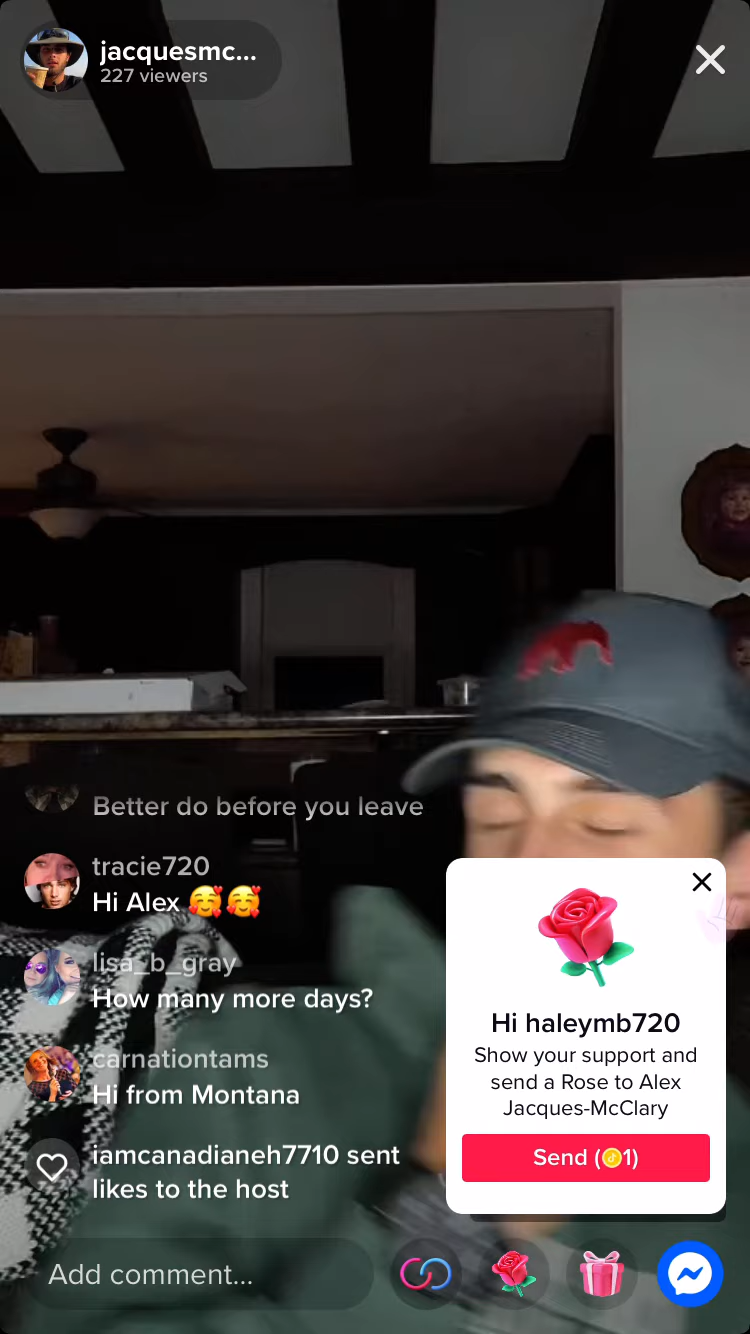 jacquesmc...
227 viewers
Better do before you leave
tracie720
Hi Alex 🥰🥰
lisa_b_gray
How many more days?
carnationtams
Hi from Montana
iamcanadianeh7710 sent
likes to the host
Hi haleymb720
Show your support and
send a Rose to Alex
Jacques-McClary
Send (1)
Add comment...